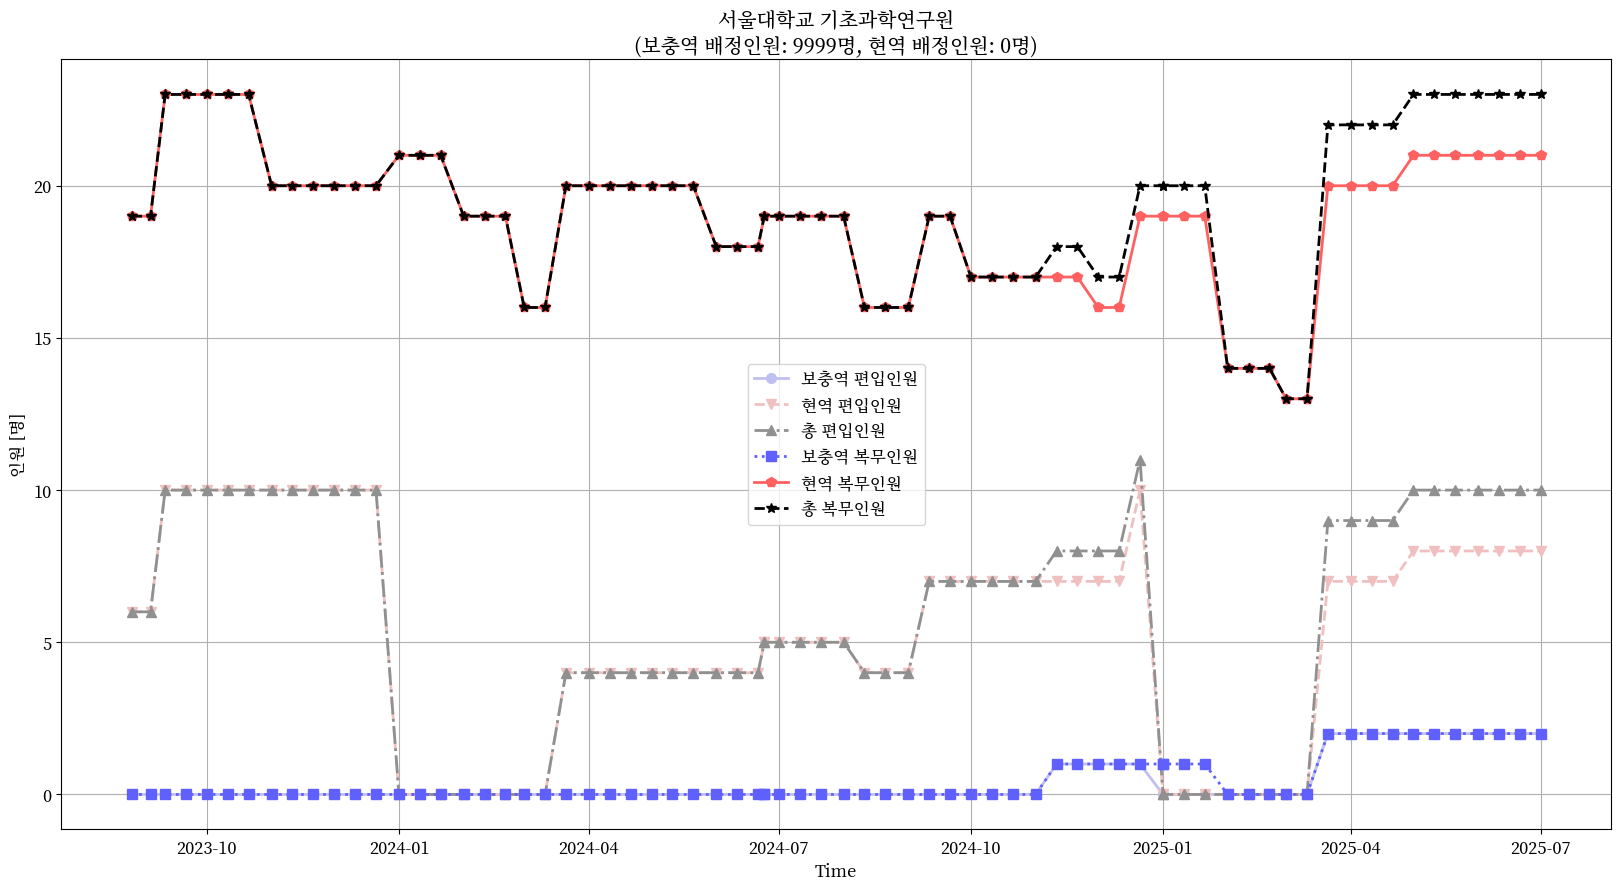 서울대학교 기초과학연구원
(보충역 배정인원: 9999명, 현역 배정인원: 0명)
인원 [명]
20
15
10
5
0
보충역 편입인원
현역 편입인원
총 편입인원
보충역 복무인원
현역 복무인원
총 복무인원
2023-10
2024-01
2024-04
2024-07
2024-10
2025-01
2025-04
2025-07
Time